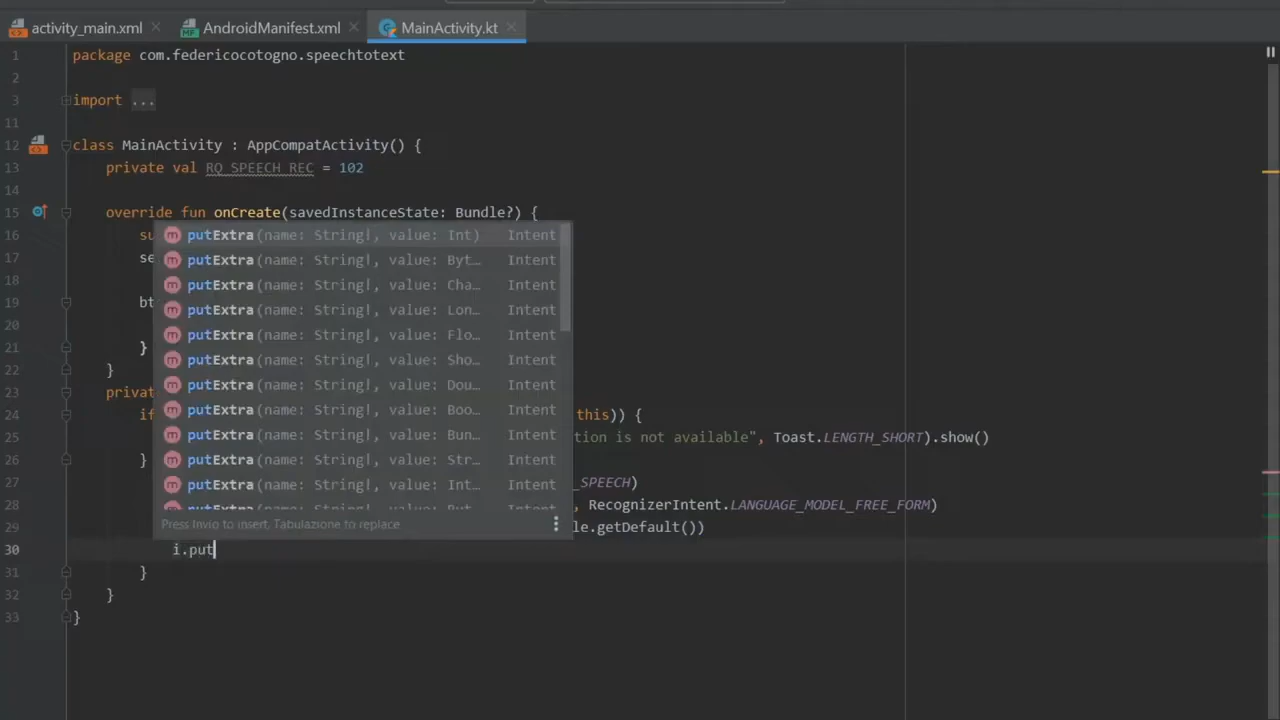 activity_main.xml AndroidManifest.xml MainActivity.kt
1 package com.federicocotogno.speechtotext
2
3 import ...
11
12 class MainActivity : AppCompatActivity() {
13 private val RQ_SPEECH_REC = 102
14
15 override fun onCreate(savedInstanceState: Bundle?) {
16 su
putExtra(name: String!, value: Int) Intent
17 se
putExtra(name: String!, value: Byt... Intent
18
putExtra(name: String!, value: Cha... Intent
19 bt
putExtra(name: String!, value: Lon... Intent
20
putExtra(name: String!, value: Flo... Intent
21 }
putExtra(name: String!, value: Sho... Intent
22 }
putExtra(name: String!, value: Dou... Intent
23 privat
putExtra(name: String!, value: Boo... Intent
24 if this)) {
putExtra(name: String!, value: Bun... Intent
25 tion is not available", Toast.LENGTH_SHORT).show()
26 }
putExtra(name: String!, value: Str... Intent
27 _SPEECH)
putExtra(name: String!, value: Int... Intent
28 , RecognizerIntent.LANGUAGE_MODEL_FREE_FORM)
Press Invio to insert, Tabulazione to replace
29 le.getDefault())
30 i.put
31 }
32 }
33 }